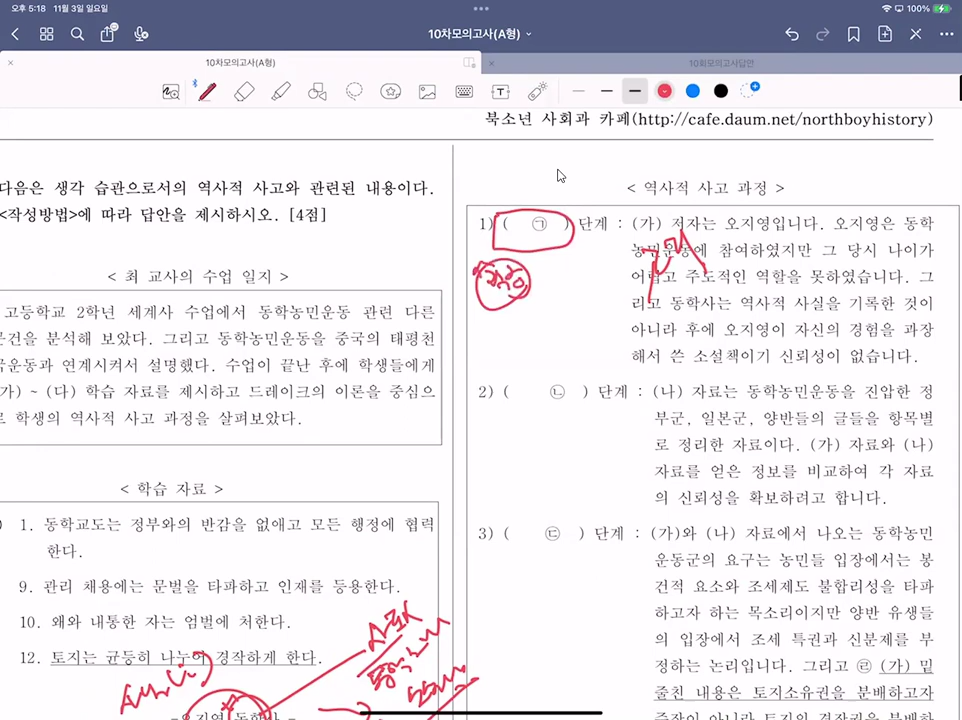 오후 5:18 11월 3일 일요일
100%
10차모의고사(A형)
10차모의고사(A형)
10회모의고사답안
북소년 사회과 카페(http://cafe.daum.net/northboyhistory)
다음은 생각 습관으로서의 역사적 사고와 관련된 내용이다.
<작성방법>에 따라 답안을 제시하시오. [4점]
< 최 교사의 수업 일지 >
고등학교 2학년 세계사 수업에서 동학농민운동 관련 다른
문건을 분석해 보았다. 그리고 동학농민운동을 중국의 태평천
국운동과 연계시켜서 설명했다. 수업이 끝난 후에 학생들에게
(가) ~ (다) 학습 자료를 제시하고 드레이크의 이론을 중심으
로 학생의 역사적 사고 과정을 살펴보았다.
< 학습 자료 >
1. 동학교도는 정부와의 반감을 없애고 모든 행정에 협력
한다.
9. 관리 채용에는 문벌을 타파하고 인재를 등용한다.
10. 왜와 내통한 자는 엄벌에 처한다.
12. 토지는 균등히 나누어 경작하게 한다.
-오지영 동학사 -
< 역사적 사고 과정 >
1) ( ㉠ ) 단계 : (가) 저자는 오지영입니다. 오지영은 동학
농민운동에 참여하였지만 그 당시 나이가
어렵고 주도적인 역할을 못하였습니다. 그
리고 동학사는 역사적 사실을 기록한 것이
아니라 후에 오지영이 자신의 경험을 과장
해서 쓴 소설책이기 신뢰성이 없습니다.
2) ( ㉡ ) 단계 : (나) 자료는 동학농민운동을 진압한 정
부군, 일본군, 양반들의 글들을 항목별
로 정리한 자료이다. (가) 자료와 (나)
자료를 얻은 정보를 비교하여 각 자료
의 신뢰성을 확보하려고 합니다.
3) ( ㉢ ) 단계 : (가)와 (나) 자료에서 나오는 동학농민
운동군의 요구는 농민들 입장에서는 봉
건적 요소와 조세제도 불합리성을 타파
하고자 하는 목소리이지만 양반 유생들
의 입장에서 조세 특권과 신분제를 부
정하는 논리입니다. 그리고 ㉣ (가) 밑
줄친 내용은 토지소유권을 분배하고자